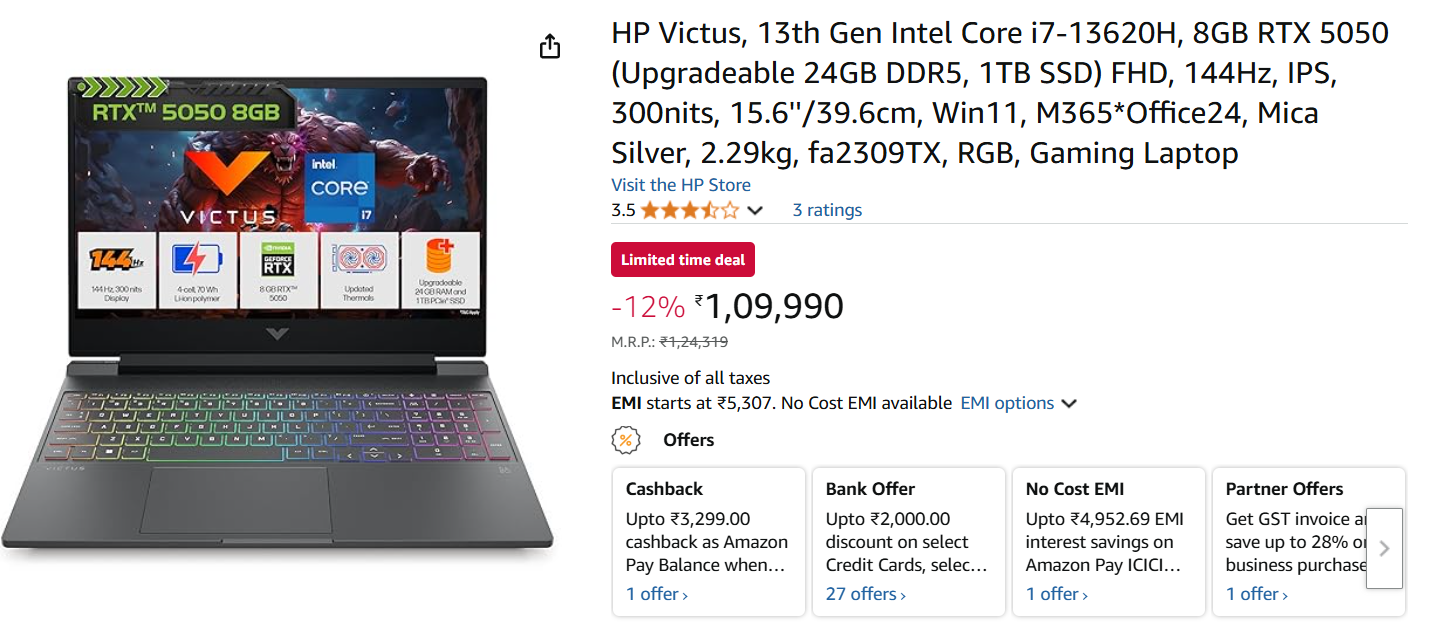 RTX™ 5050 8GB
intel.
CORE
i7
VICTUS
144Hz
NVIDIA
GEFORCE
RTX
144 Hz, 300 nits
Display
4-cell, 70 Wh
Li-ion polymer
8 GB RTX™
5050
Updated
Thermals
Upgradeable
24 GB RAM and
1 TB PCIe® SSD
*T&C Apply
VICTUS
HP Victus, 13th Gen Intel Core i7-13620H, 8GB RTX 5050
(Upgradeable 24GB DDR5, 1TB SSD) FHD, 144Hz, IPS,
300nits, 15.6''/39.6cm, Win11, M365*Office24, Mica
Silver, 2.29kg, fa2309TX, RGB, Gaming Laptop
Visit the HP Store
3.5 3 ratings
Limited time deal
-12% ₹1,09,990
M.R.P.: ₹1,24,319
Inclusive of all taxes
EMI starts at ₹5,307. No Cost EMI available EMI options
% Offers
Cashback
Upto ₹3,299.00
cashback as Amazon
Pay Balance when…
1 offer ›
Bank Offer
Upto ₹2,000.00
discount on select
Credit Cards, selec…
27 offers ›
No Cost EMI
Upto ₹4,952.69 EMI
interest savings on
Amazon Pay ICICI…
1 offer ›
Partner Offers
Get GST invoice a
save up to 28% o
business purchase
1 offer ›